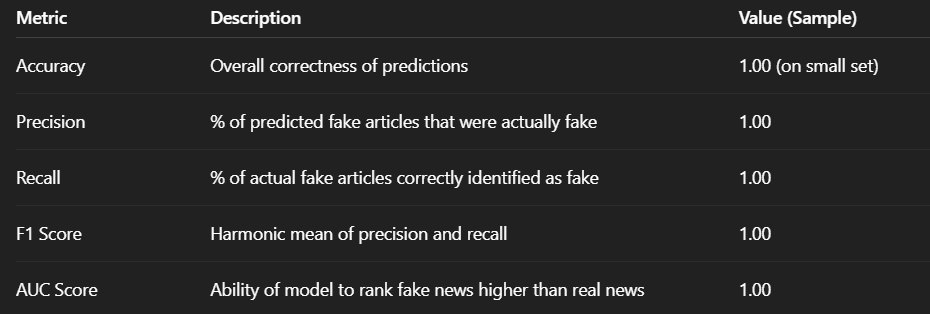 Metric Description Value (Sample)
Accuracy Overall correctness of predictions 1.00 (on small set)
Precision % of predicted fake articles that were actually fake 1.00
Recall % of actual fake articles correctly identified as fake 1.00
F1 Score Harmonic mean of precision and recall 1.00
AUC Score Ability of model to rank fake news higher than real news 1.00